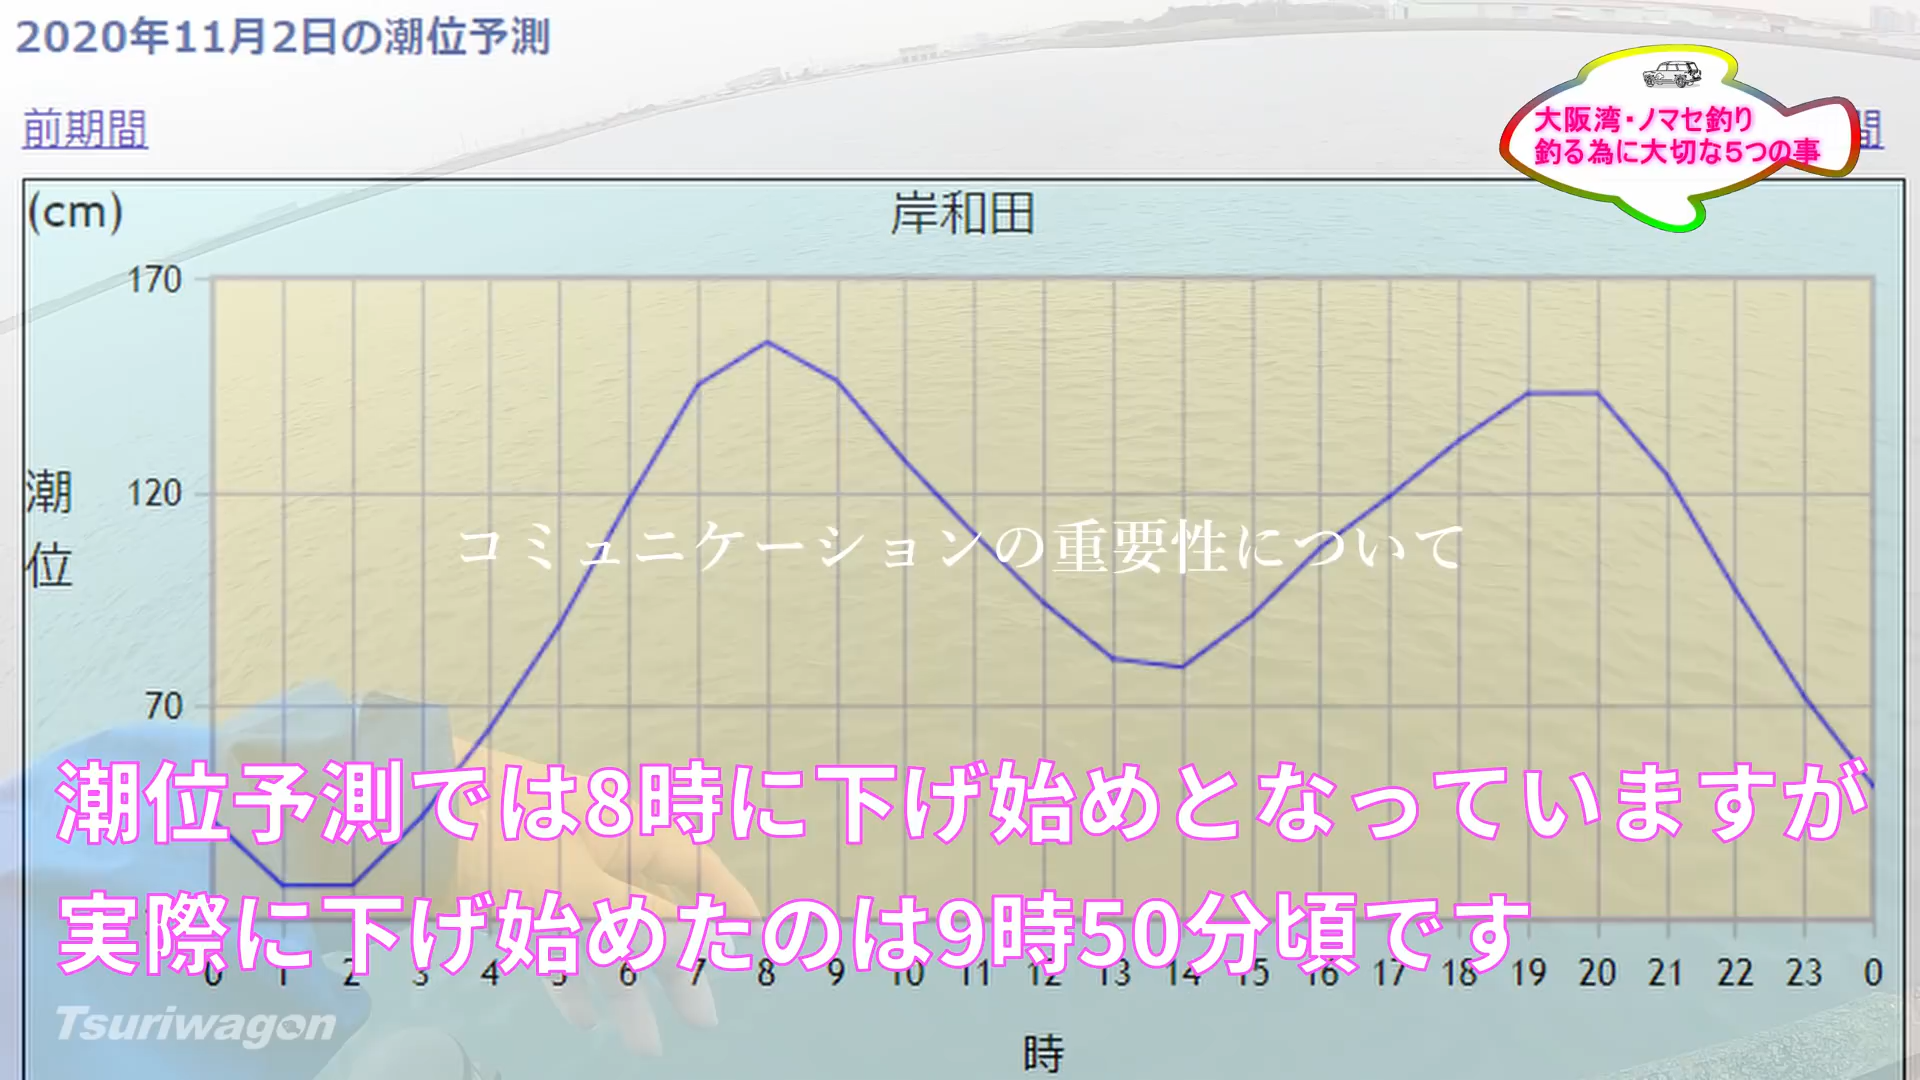 2020年11月2日の潮位予測
前期間
間
大阪湾・ノマセ釣り
釣る為に大切な5つの事
(cm)
岸和田
170
潮位
120
コミュニケーションの重要性について
70
潮位予測では8時に下げ始めとなっていますが
実際に下げ始めたのは9時50分頃です
0 1 2 3 4 5 6 7 8 9 10 11 12 13 14 15 16 17 18 19 20 21 22 23 0
Tsuriwagon
時